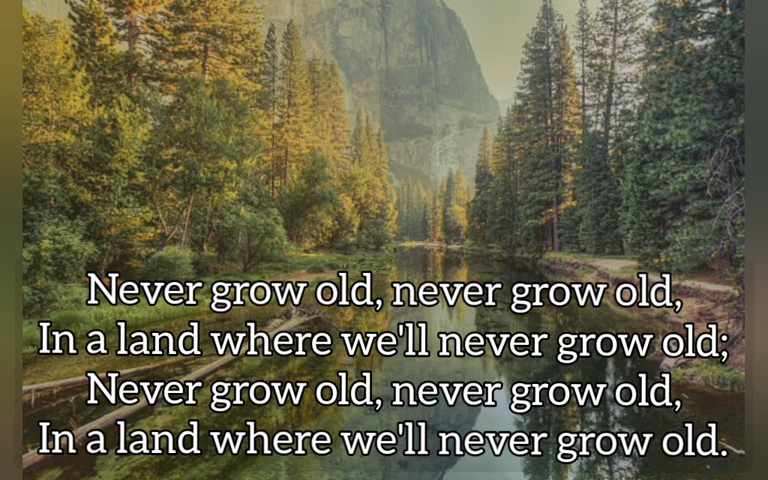 Never grow old, never grow old,
In a land where we'll never grow old;
Never grow old, never grow old,
In a land where we'll never grow old.